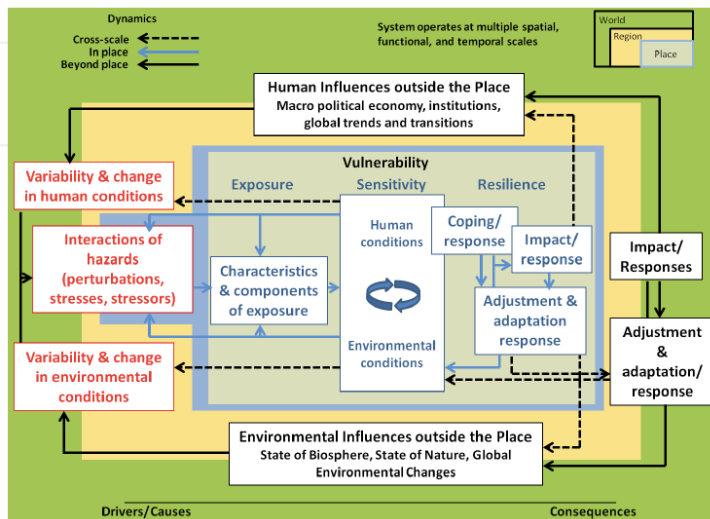 Dynamics
Cross-scale
In place
Beyond place
System operates at multiple spatial,
functional, and temporal scales
World
Region
Place
Human Influences outside the Place
Macro political economy, institutions,
global trends and transitions
Vulnerability
Exposure
Sensitivity
Resilience
Variability & change
in human conditions
Interactions of
hazards
(perturbations,
stresses, stressors)
Variability & change
in environmental
conditions
Characteristics
& components
of exposure
Human
conditions
Environmental
conditions
Coping/
response
Impact/
response
Adjustment &
adaptation
response
Impact/
Responses
Adjustment
&
adaptation/
response
Environmental Influences outside the Place
State of Biosphere, State of Nature, Global
Environmental Changes
Drivers/Causes
Consequences